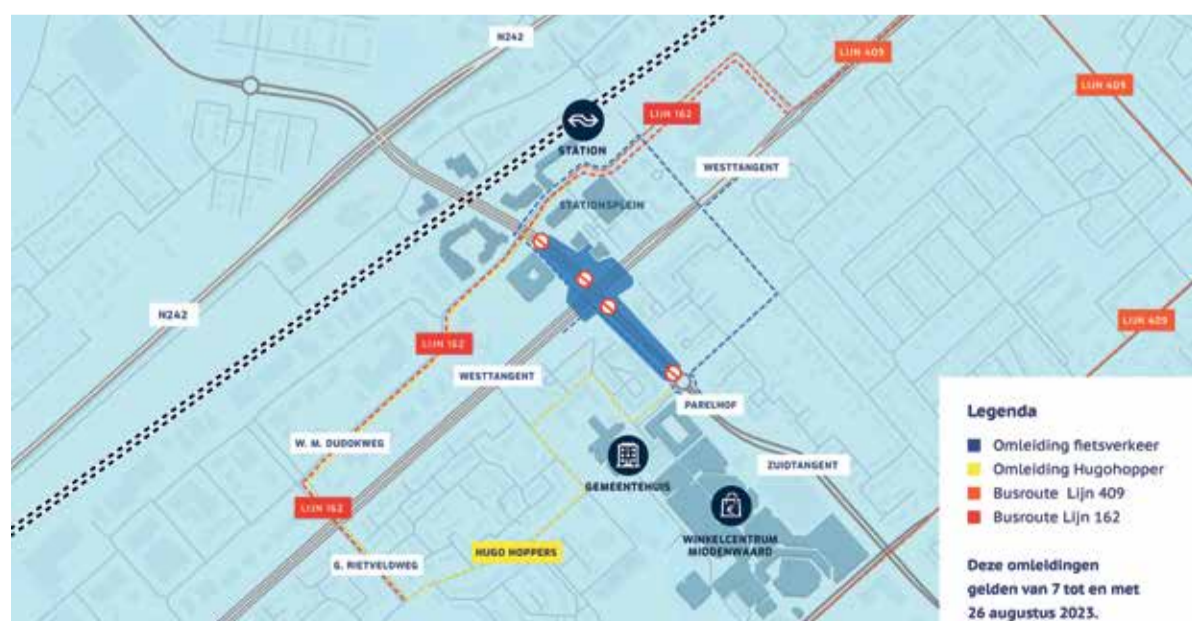 N242
LIJN 409
LIJN 409
LIJN 162
STATION
WESTTANGENT
STATIONSPLEIN
N242
LIJN 409
LIJN 162
WESTTANGENT
PARELHOF
W. M. DUDOKWEG
ZUIDTANGENT
GEMEENTEHUIS
LIJN 162
WINKELCENTRUM
MIDDENWAARD
HUGO HOPPERS
G. RIETVELDWEG
Legenda
Omleiding fietsverkeer
Omleiding Hugohopper
Busroute Lijn 409
Busroute Lijn 162
Deze omleidingen
gelden van 7 tot en met
26 augustus 2023.